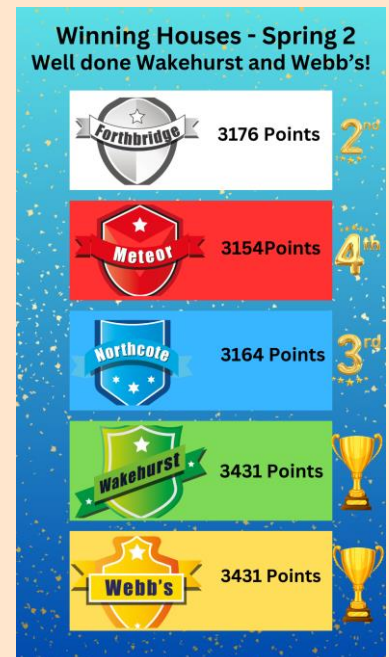 Winning Houses - Spring 2
Well done Wakehurst and Webb's!
Forthbridge
3176 Points
2nd
Meteor
3154Points
4th
Northcote
3164 Points
3rd
Wakehurst
3431 Points
Webb's
3431 Points